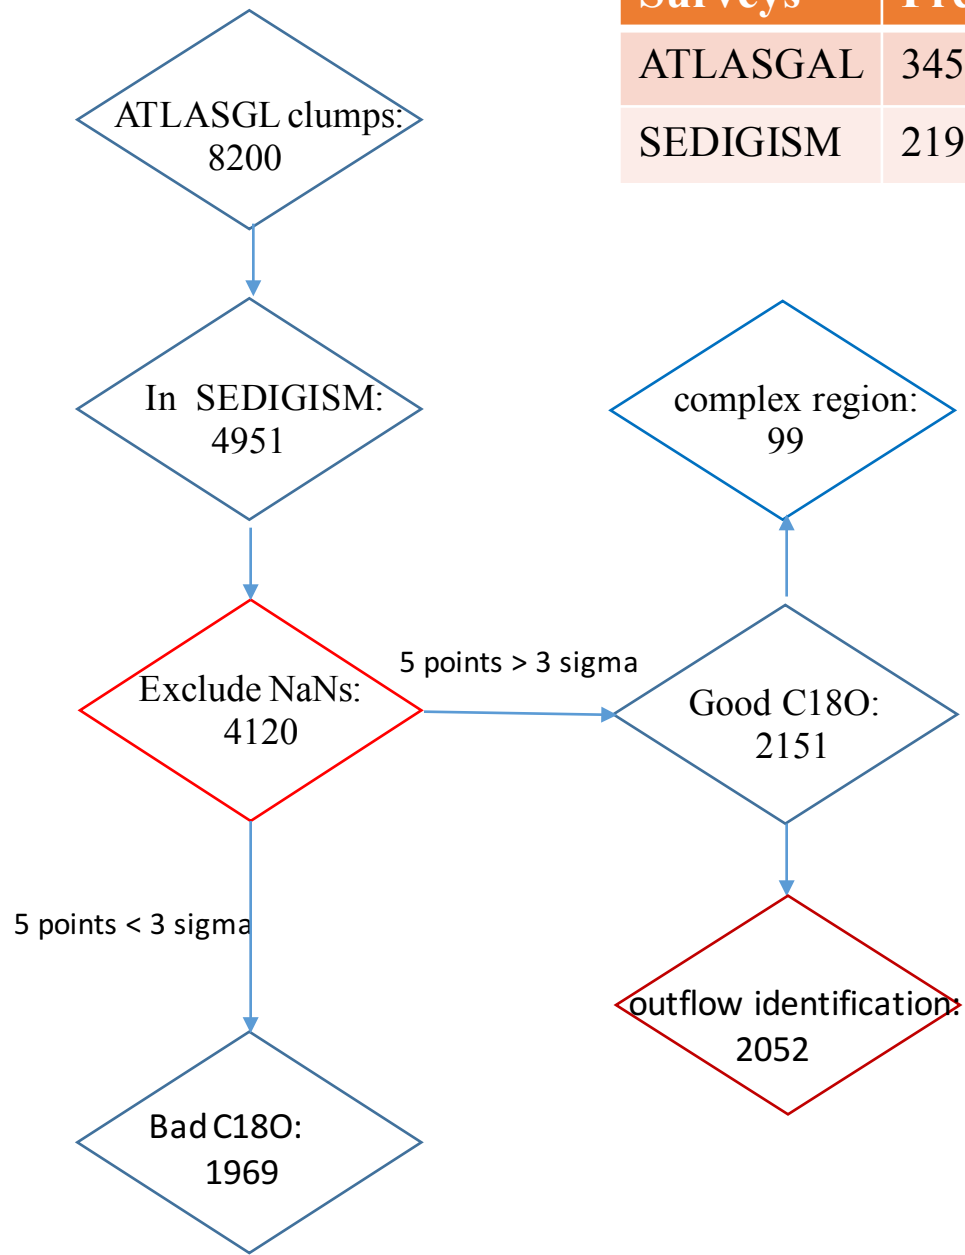 Surveys
ATLASGAL 345
SEDIGISM 219
ATLASGL clumps:
8200
In SEDIGISM:
4951
complex region:
99
Exclude NaNs:
4120
5 points > 3 sigma
Good C18O:
2151
5 points < 3 sigma
outflow identification:
2052
Bad C18O:
1969